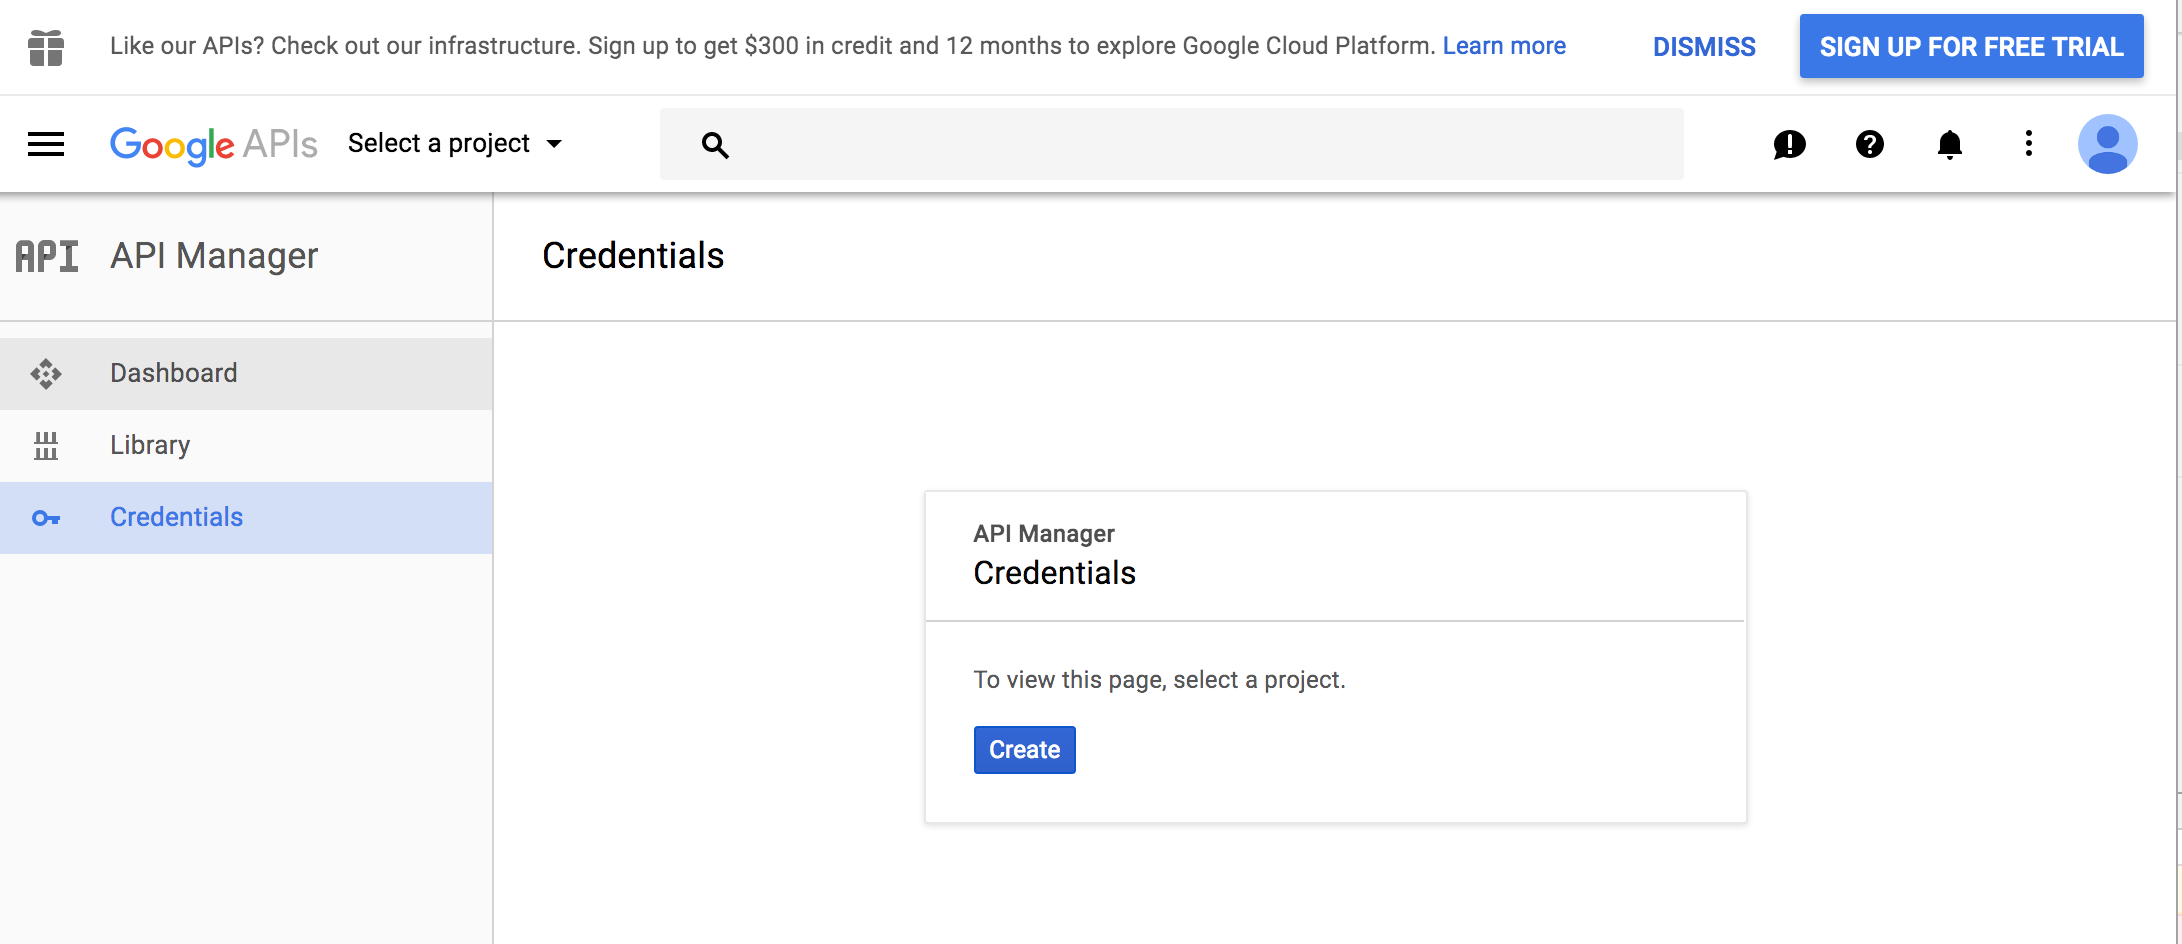 Like our APIs? Check out our infrastructure. Sign up to get $300 in credit and 12 months to explore Google Cloud Platform. Learn more
DISMISS
SIGN UP FOR FREE TRIAL
Google APIs
Select a project
API API Manager
Credentials
Dashboard
Library
Credentials
API Manager
Credentials
To view this page, select a project.
Create